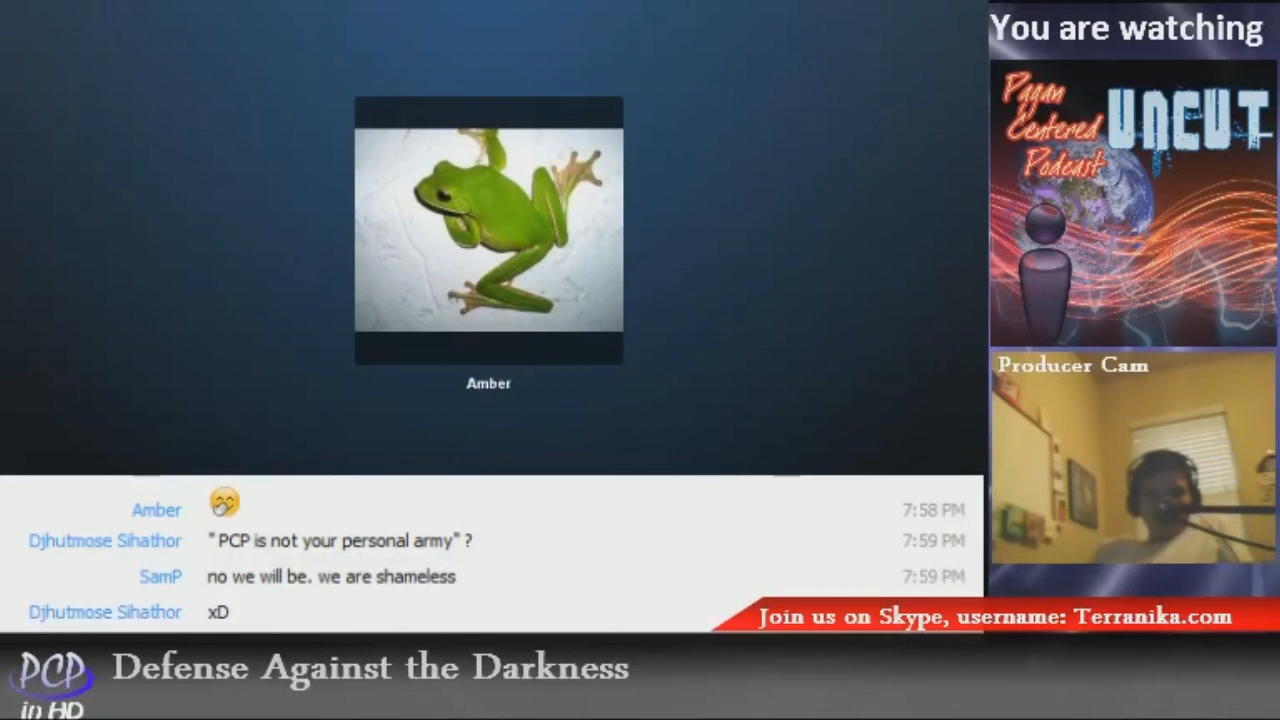 You are watching
Pagan
Centered
Podcast
UNCUT
Producer Cam
Amber
Amber 7:58 PM
Djhutmose Sihathor "PCP is not your personal army" ? 7:59 PM
SamP no we will be. we are shameless 7:59 PM
Djhutmose Sihathor xD
Join us on Skype, username: Terranika.com
PCP
in HD
Defense Against the Darkness